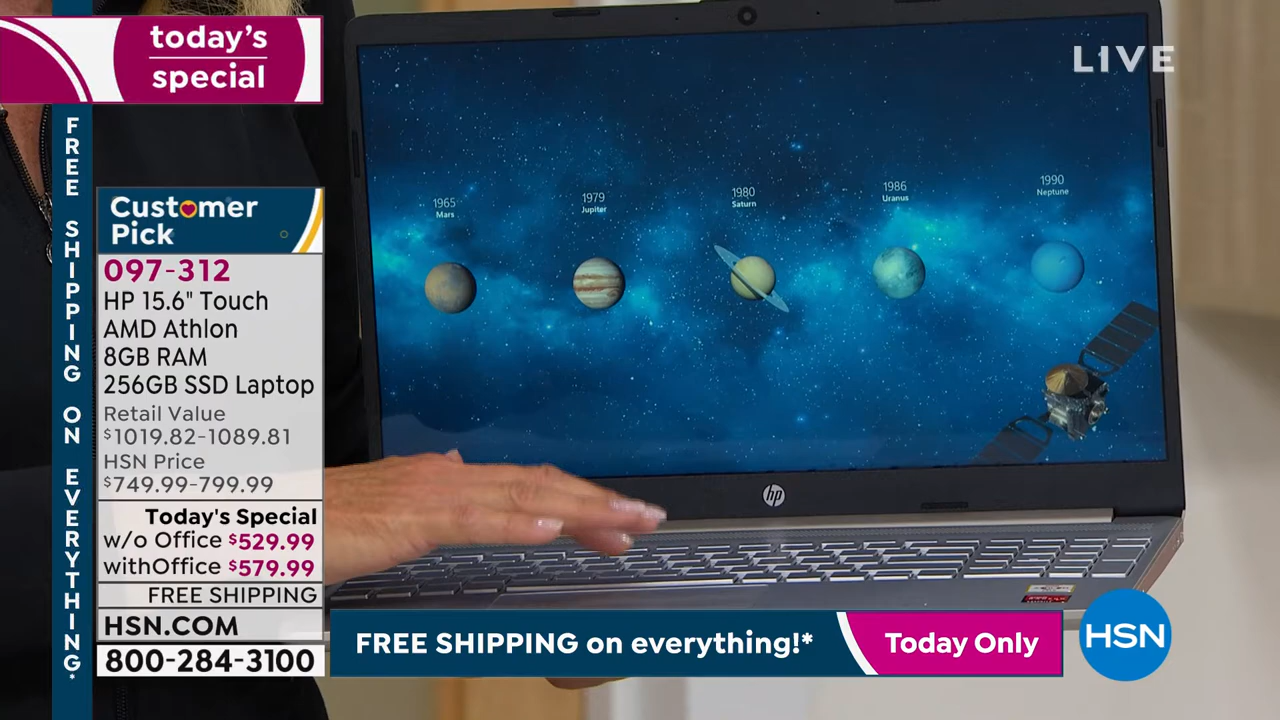 today's
special
LIVE
FREE SHIPPING ON EVERYTHING!*
Customer
Pick
097-312
HP 15.6" Touch
AMD Athlon
8GB RAM
256GB SSD Laptop
Retail Value
$1019.82-1089.81
HSN Price
$749.99-799.99
Today's Special
w/o Office $529.99
withOffice $579.99
FREE SHIPPING
HSN.COM
800-284-3100
1965
Mars
1979
Jupiter
1980
Saturn
1986
Uranus
1990
Neptune
hp
FREE SHIPPING on everything!*
Today Only
HSN